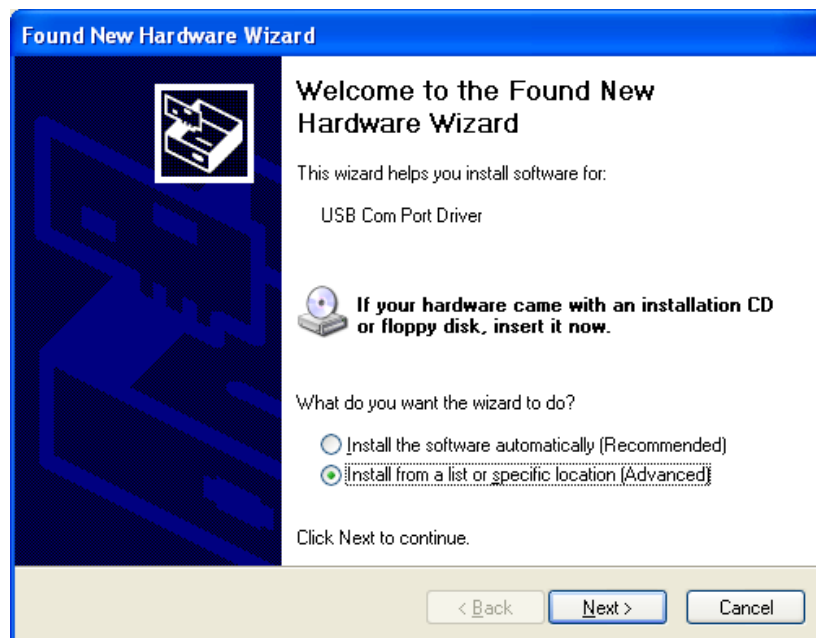 Found New Hardware Wizard
Welcome to the Found New
Hardware Wizard
This wizard helps you install software for:
USB Com Port Driver
If your hardware came with an installation CD
or floppy disk, insert it now.
What do you want the wizard to do?
Install the software automatically (Recommended)
Install from a list or specific location (Advanced)
Click Next to continue.
< Back Next > Cancel